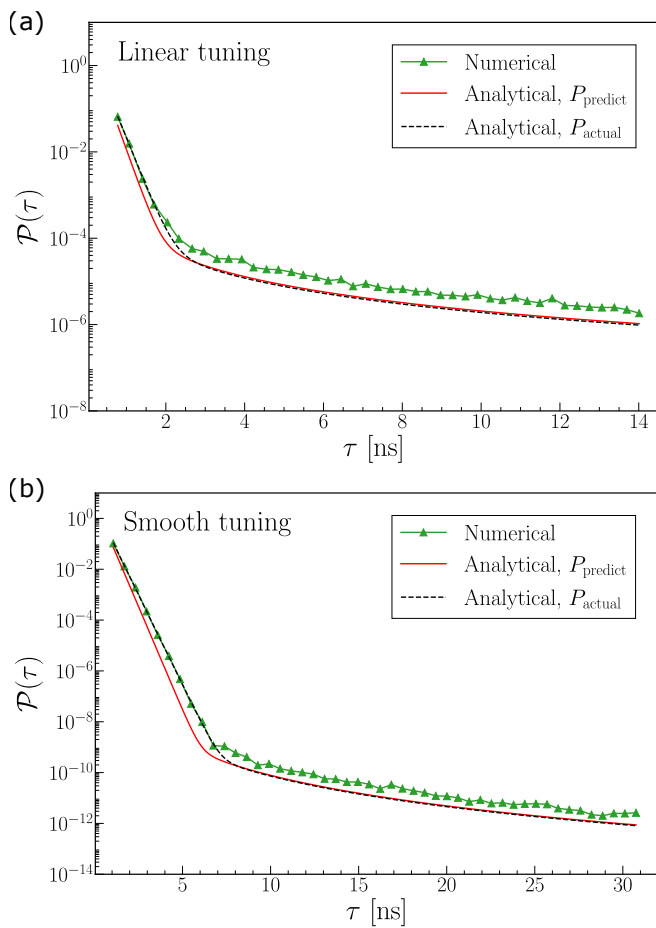 (a)
Linear tuning
Numerical
Analytical, P_predict
Analytical, P_actual
10^0
10^−2
10^−4
10^−6
10^−8
P(τ)
2 4 6 8 10 12 14
τ [ns]
(b)
Smooth tuning
Numerical
Analytical, P_predict
Analytical, P_actual
10^0
10^−2
10^−4
10^−6
10^−8
10^−10
10^−12
10^−14
P(τ)
5 10 15 20 25 30
τ [ns]